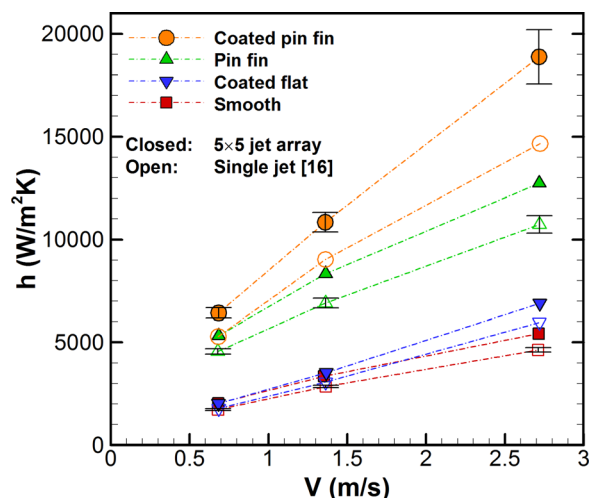 Coated pin fin
Pin fin
Coated flat
Smooth
Closed: 5×5 jet array
Open: Single jet [16]
h (W/m²K)
20000
15000
10000
5000
0
0 0.5 1 1.5 2 2.5 3
V (m/s)